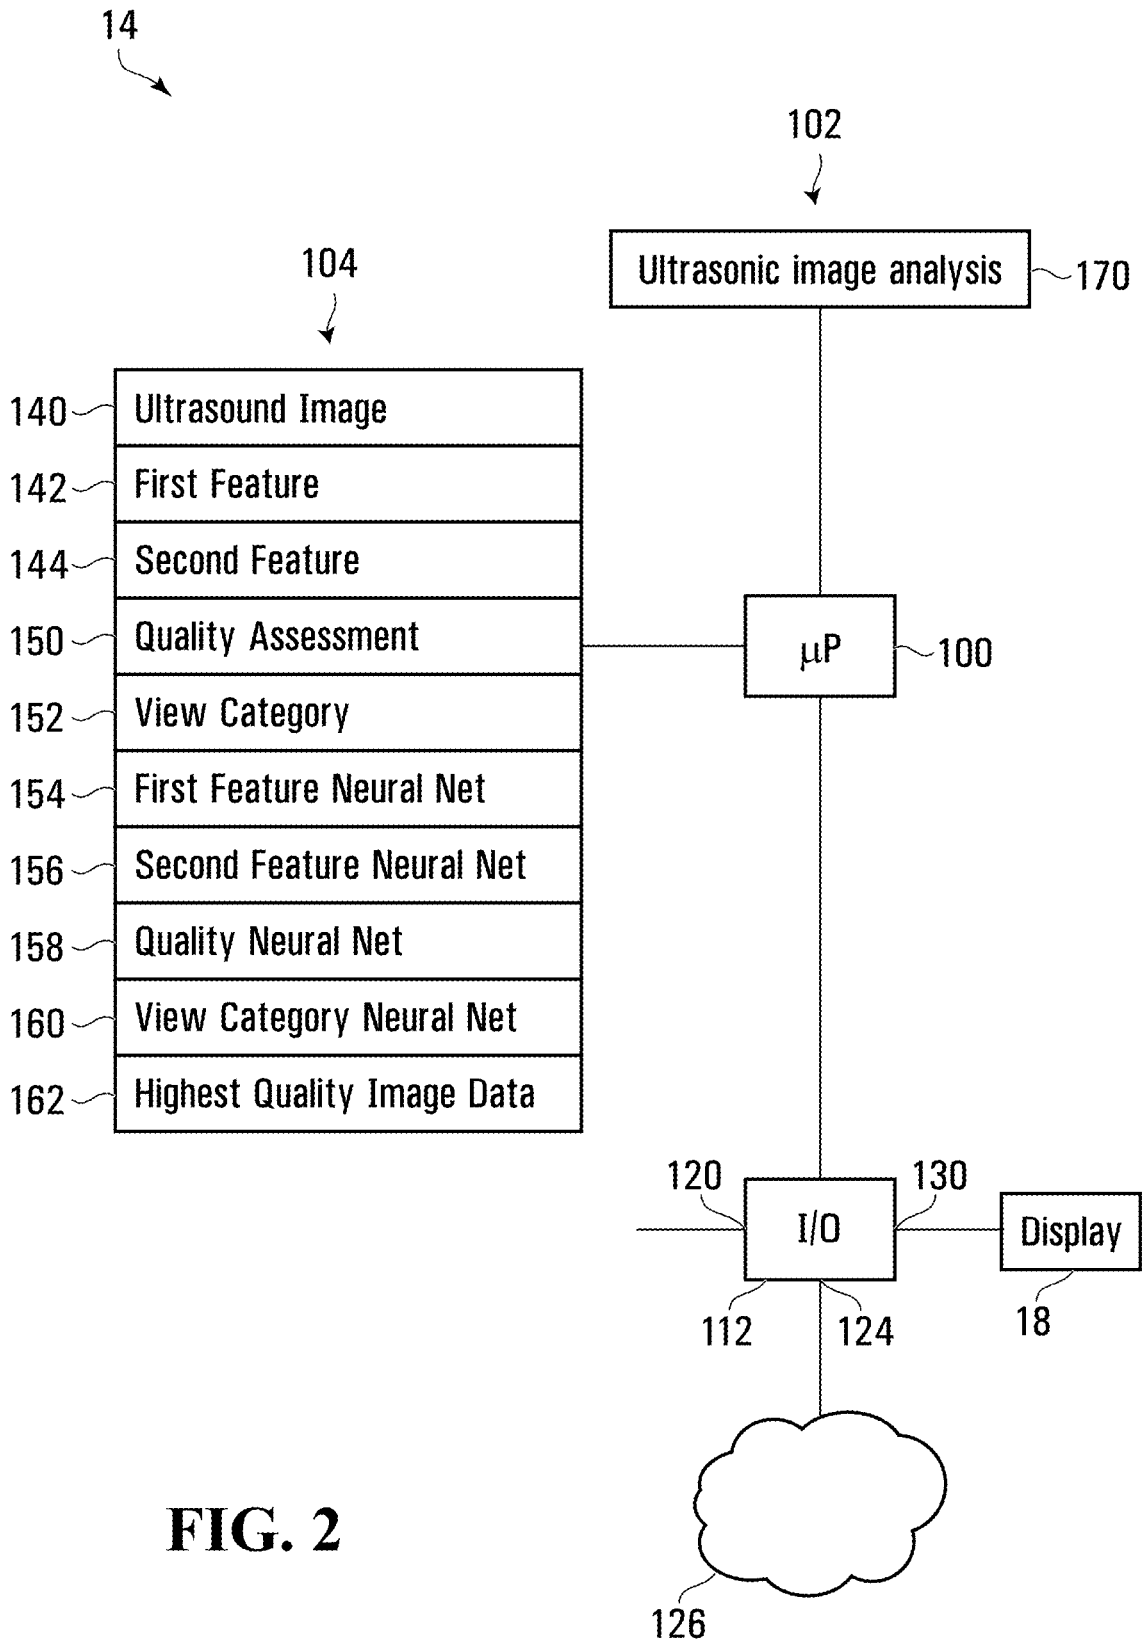 14
102
Ultrasonic image analysis
170
104
140 Ultrasound Image
142 First Feature
144 Second Feature
150 Quality Assessment
μP
100
152 View Category
154 First Feature Neural Net
156 Second Feature Neural Net
158 Quality Neural Net
160 View Category Neural Net
162 Highest Quality Image Data
120
130
I/O
Display
112
124
18
FIG. 2
126